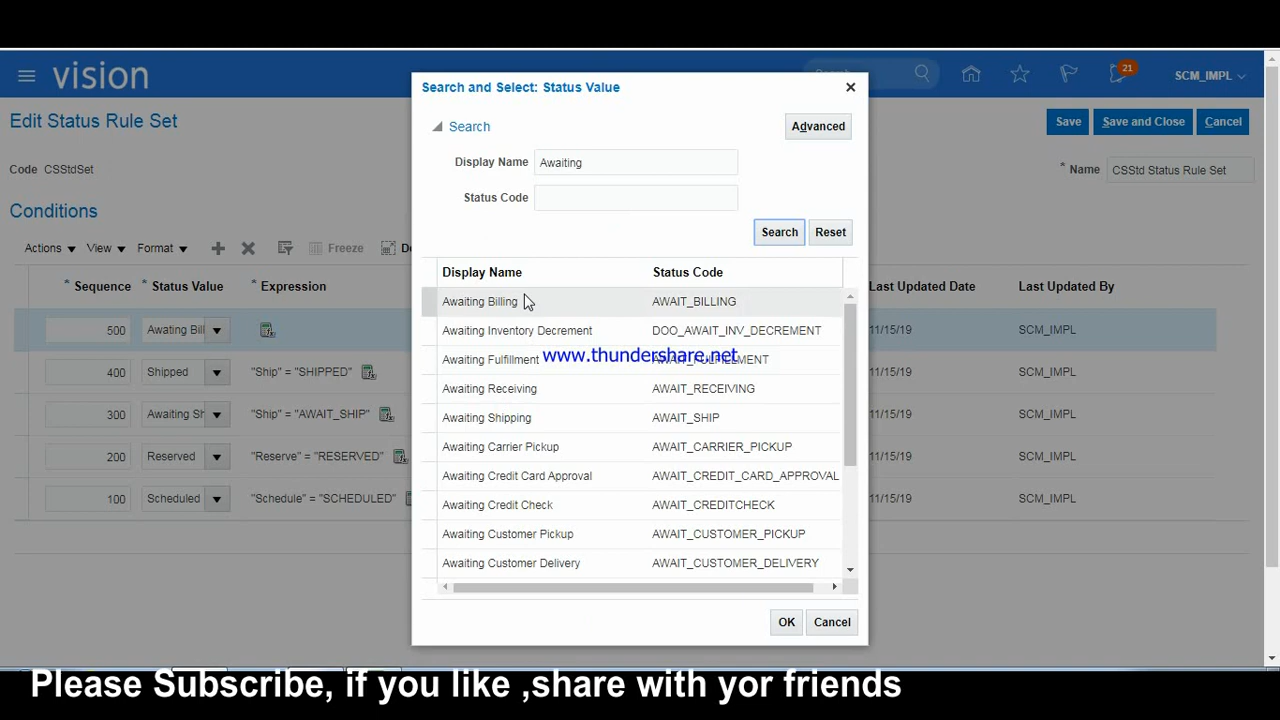 vision
Search
21
SCM_IMPL
Edit Status Rule Set
Save
Save and Close
Cancel
Code CSStdSet
* Name CSStd Status Rule Set
Conditions
Actions View Format Freeze De
* Sequence * Status Value Expression Last Updated Date Last Updated By
500 Awaiting Bill 11/15/19 SCM_IMPL
400 Shipped "Ship" = "SHIPPED" 11/15/19 SCM_IMPL
300 Awaiting Sh "Ship" = "AWAIT_SHIP" 11/15/19 SCM_IMPL
200 Reserved "Reserve" = "RESERVED" 11/15/19 SCM_IMPL
100 Scheduled "Schedule" = "SCHEDULED" 11/15/19 SCM_IMPL
Search and Select: Status Value
Search
Advanced
Display Name Awaiting
Status Code
Search Reset
Display Name Status Code
Awaiting Billing AWAIT_BILLING
Awaiting Inventory Decrement DOO_AWAIT_INV_DECREMENT
Awaiting Fulfillment AWAIT_FULFILLMENT
www.thundershare.net
Awaiting Receiving AWAIT_RECEIVING
Awaiting Shipping AWAIT_SHIP
Awaiting Carrier Pickup AWAIT_CARRIER_PICKUP
Awaiting Credit Card Approval AWAIT_CREDIT_CARD_APPROVAL
Awaiting Credit Check AWAIT_CREDITCHECK
Awaiting Customer Pickup AWAIT_CUSTOMER_PICKUP
Awaiting Customer Delivery AWAIT_CUSTOMER_DELIVERY
OK Cancel
Please Subscribe, if you like ,share with yor friends